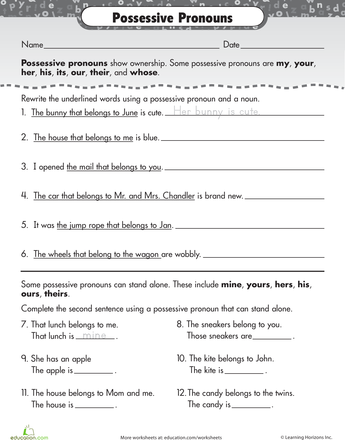 Possessive Pronouns
Name Date
Possessive pronouns show ownership. Some possessive pronouns are my, your,
her, his, its, our, their, and whose.
Rewrite the underlined words using a possessive pronoun and a noun.
1. The bunny that belongs to June is cute. Her bunny is cute.
2. The house that belongs to me is blue.
3. I opened the mail that belongs to you.
4. The car that belongs to Mr. and Mrs. Chandler is brand new.
5. It was the jump rope that belongs to Jan.
6. The wheels that belong to the wagon are wobbly.
Some possessive pronouns can stand alone. These include mine, yours, hers, his,
ours, theirs.
Complete the second sentence using a possessive pronoun that can stand alone.
7. That lunch belongs to me.
That lunch is mine.
8. The sneakers belong to you.
Those sneakers are .
9. She has an apple
The apple is .
10. The kite belongs to John.
The kite is .
11. The house belongs to Mom and me.
The house is .
12. The candy belongs to the twins.
The candy is .
education.com
More worksheets at education.com/worksheets
© Learning Horizons Inc.